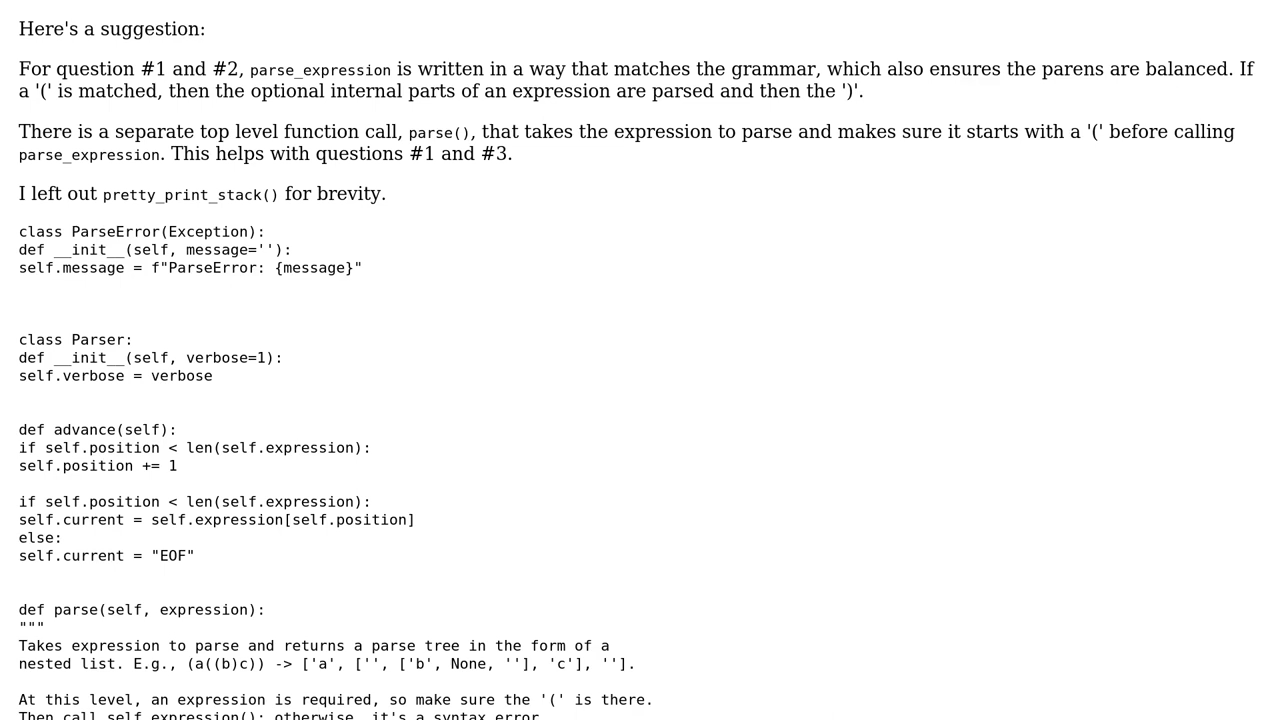 Here's a suggestion:
For question #1 and #2, parse_expression is written in a way that matches the grammar, which also ensures the parens are balanced. If
a '(' is matched, then the optional internal parts of an expression are parsed and then the ')'.
There is a separate top level function call, parse(), that takes the expression to parse and makes sure it starts with a '(' before calling
parse_expression. This helps with questions #1 and #3.
I left out pretty_print_stack() for brevity.
class ParseError(Exception):
def __init__(self, message=''):
self.message = f"ParseError: {message}"
class Parser:
def __init__(self, verbose=1):
self.verbose = verbose
def advance(self):
if self.position < len(self.expression):
self.position += 1
if self.position < len(self.expression):
self.current = self.expression[self.position]
else:
self.current = "EOF"
def parse(self, expression):
"""
Takes expression to parse and returns a parse tree in the form of a
nested list. E.g., (a((b)c)) -> ['a', ['', ['b', None, ''], 'c'], ''].
At this level, an expression is required, so make sure the '(' is there.
Then call self.expression(); otherwise, it's a syntax error.